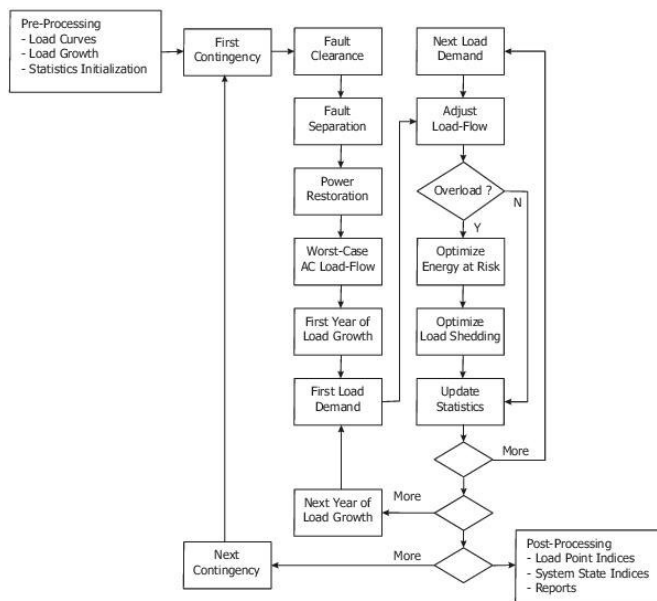 Pre-Processing
- Load Curves
- Load Growth
- Statistics Initialization
First
Contingency
Fault
Clearance
Fault
Separation
Power
Restoration
Worst-Case
AC Load-Flow
First Year of
Load Growth
First Load
Demand
Next Load
Demand
Adjust
Load-Flow
Overload ?
N
Y
Optimize
Energy at Risk
Optimize
Load Shedding
Update
Statistics
More
More
Next Year of
Load Growth
More
Next
Contingency
Post-Processing
- Load Point Indices
- System State Indices
- Reports